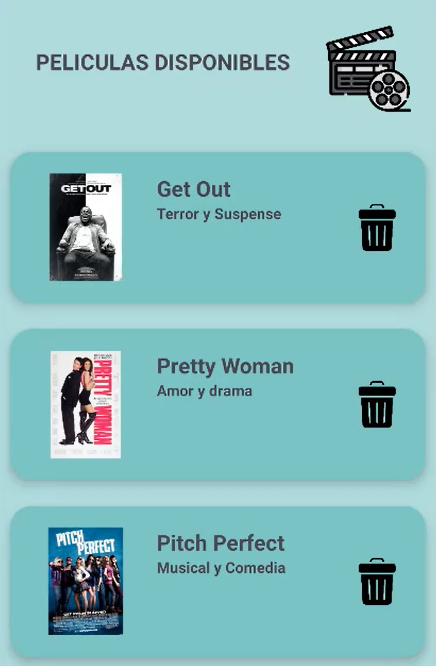 PELICULAS DISPONIBLES
GET OUT
Get Out
Terror y Suspense
PRETTY WOMAN
Pretty Woman
Amor y drama
PITCH
PERFECT
Pitch Perfect
Musical y Comedia